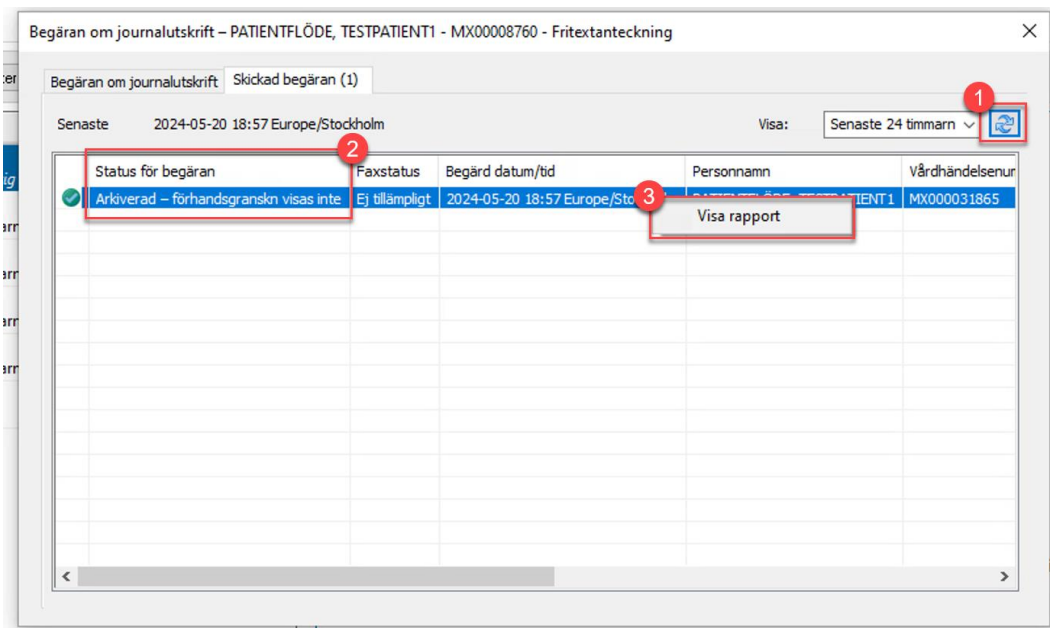 Begäran om journalutskrift – PATIENTFLÖDE, TESTPATIENT1 - MX00008760 - Fritextanteckning
Begäran om journalutskrift Skickad begäran (1)
1
Senaste 2024-05-20 18:57 Europe/Stockholm Visa: Senaste 24 timmarn
2
Status för begäran Faxstatus Begärd datum/tid Personnamn Vårdhändelsenum
Arkiverad – förhandsgranskn visas inte Ej tillämpligt 2024-05-20 18:57 Europe/Sto MX000031865
3
Visa rapport